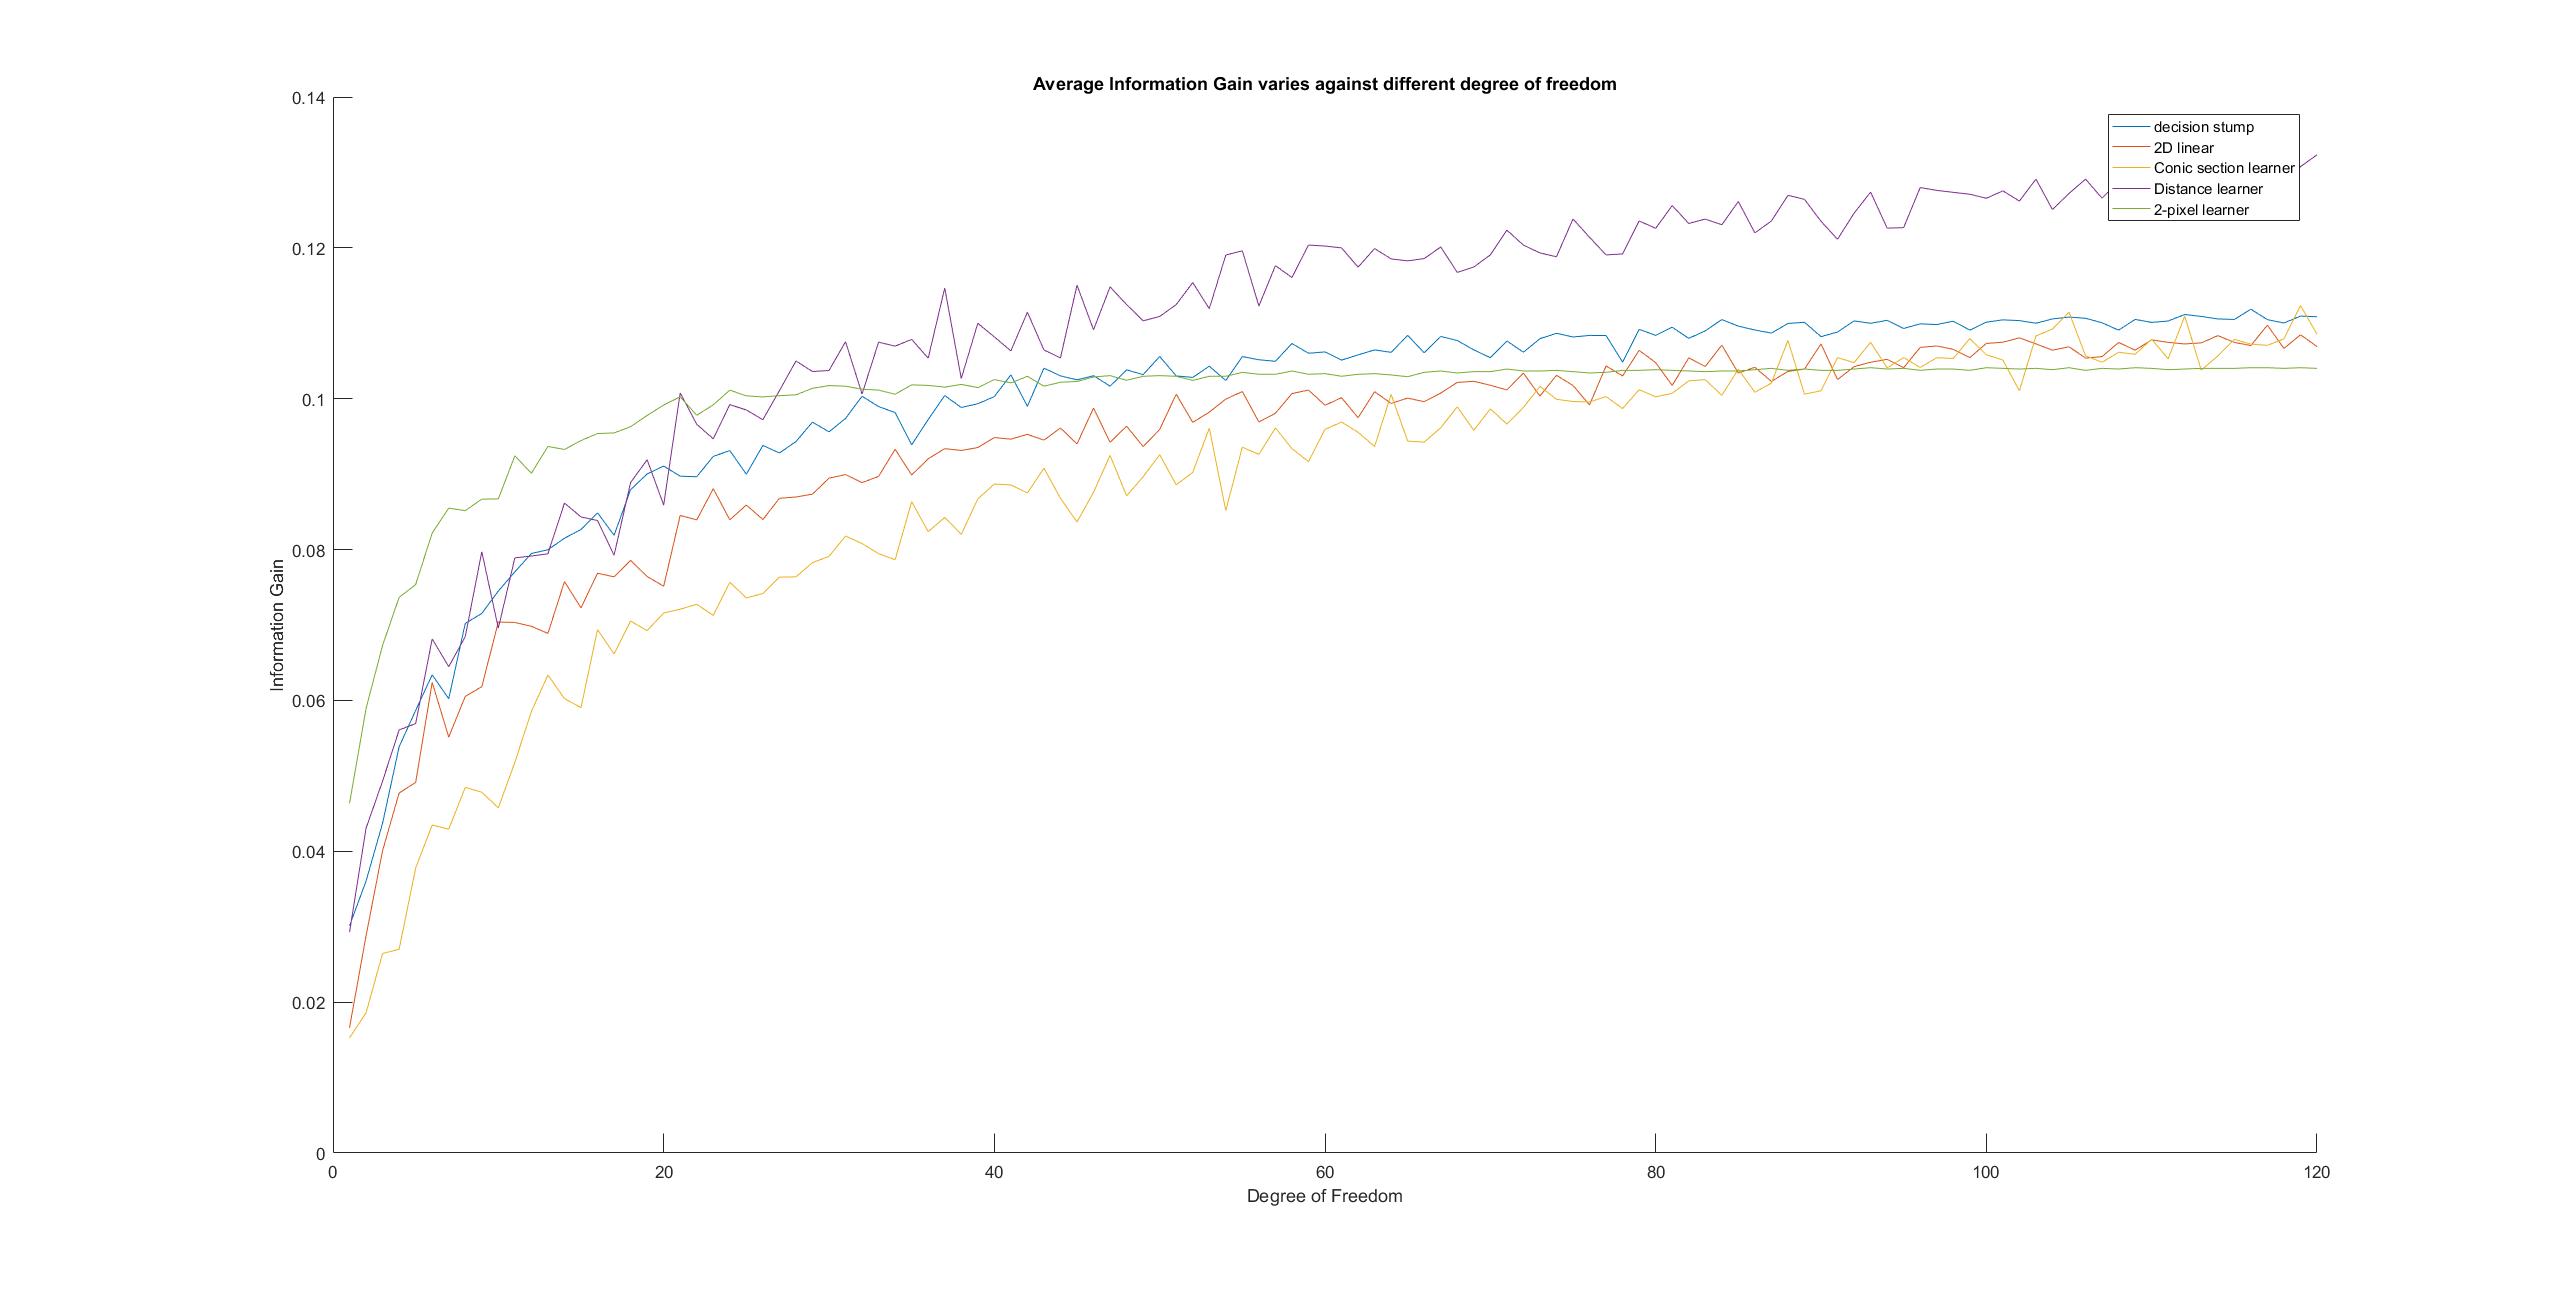 Average Information Gain varies against different degree of freedom
0.14
0.12
0.1
0.08
0.06
0.04
0.02
0
Information Gain
decision stump
2D linear
Conic section learner
Distance learner
2-pixel learner
0
20
40
60
80
100
120
Degree of Freedom